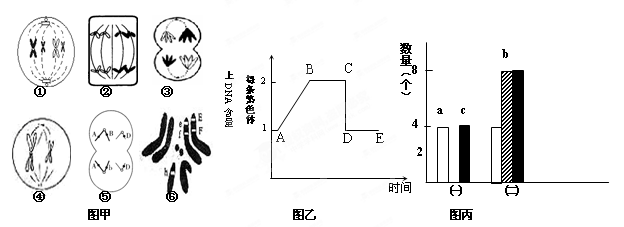 ① ② ③
④ ⑤ ⑥
A B D
A b D
E
F
e
f
h
图甲
每条染色体
上DNA含量
2
1
A
B
C
D
E
时间
图乙
数量（个）
8
4
2
a
c
b
(一)
(二)
图丙